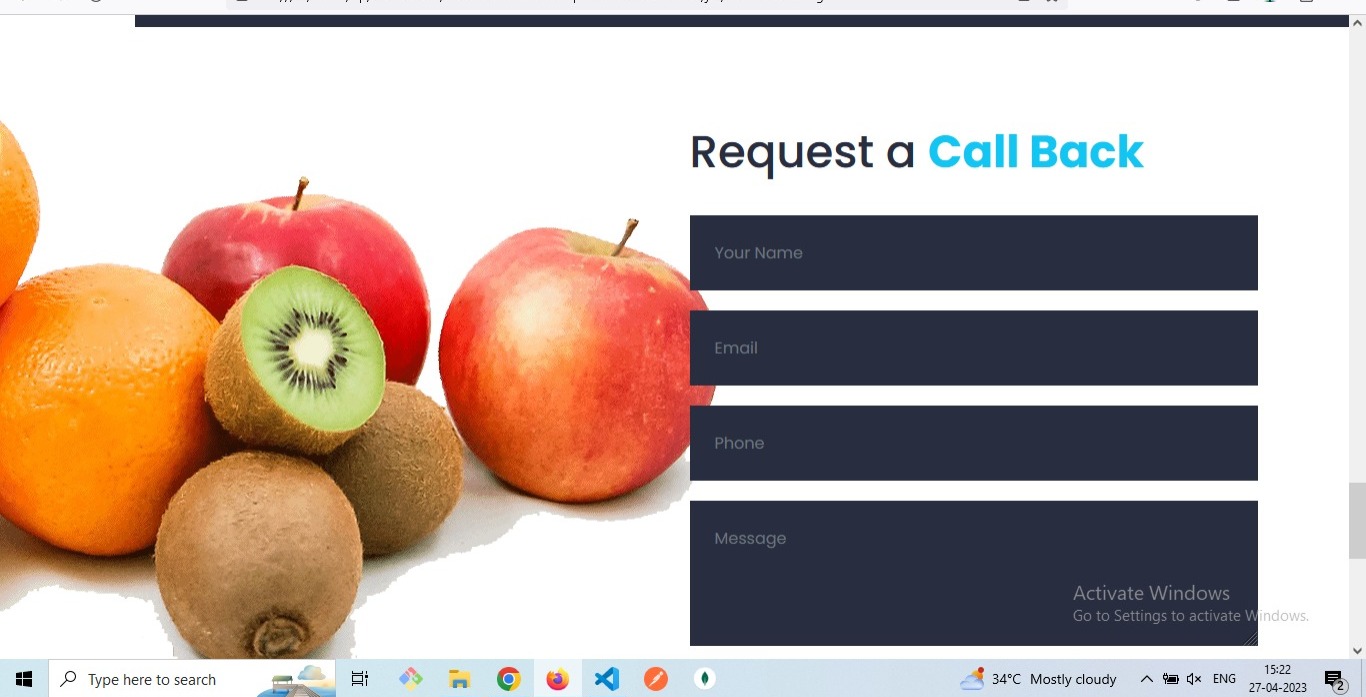 Request a Call Back
Your Name
Email
Phone
Message
Activate Windows
Go to Settings to activate Windows.
Type here to search
34°C Mostly cloudy
ENG
15:22
27-04-2023
2